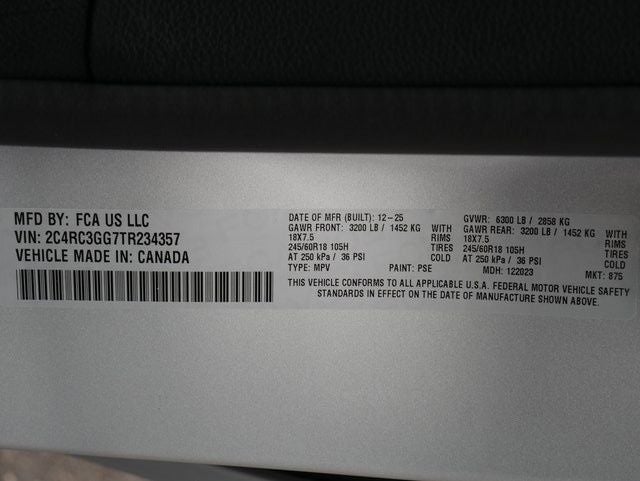 MFD BY: FCA US LLC
VIN: 2C4RC3GG7TR234357
VEHICLE MADE IN: CANADA
DATE OF MFR (BUILT): 12-25
GAWR FRONT: 3200 LB / 1452 KG WITH
18X7.5 RIMS
245/60R18 105H TIRES
AT 250 kPa / 36 PSI COLD
TYPE: MPV PAINT: PSE
GVWR: 6300 LB / 2858 KG
GAWR REAR: 3200 LB / 1452 KG WITH
18X7.5 RIMS
245/60R18 105H TIRES
AT 250 kPa / 36 PSI COLD
MDH: 122023 MKT: 875
THIS VEHICLE CONFORMS TO ALL APPLICABLE U.S.A. FEDERAL MOTOR VEHICLE SAFETY
STANDARDS IN EFFECT ON THE DATE OF MANUFACTURE SHOWN ABOVE.